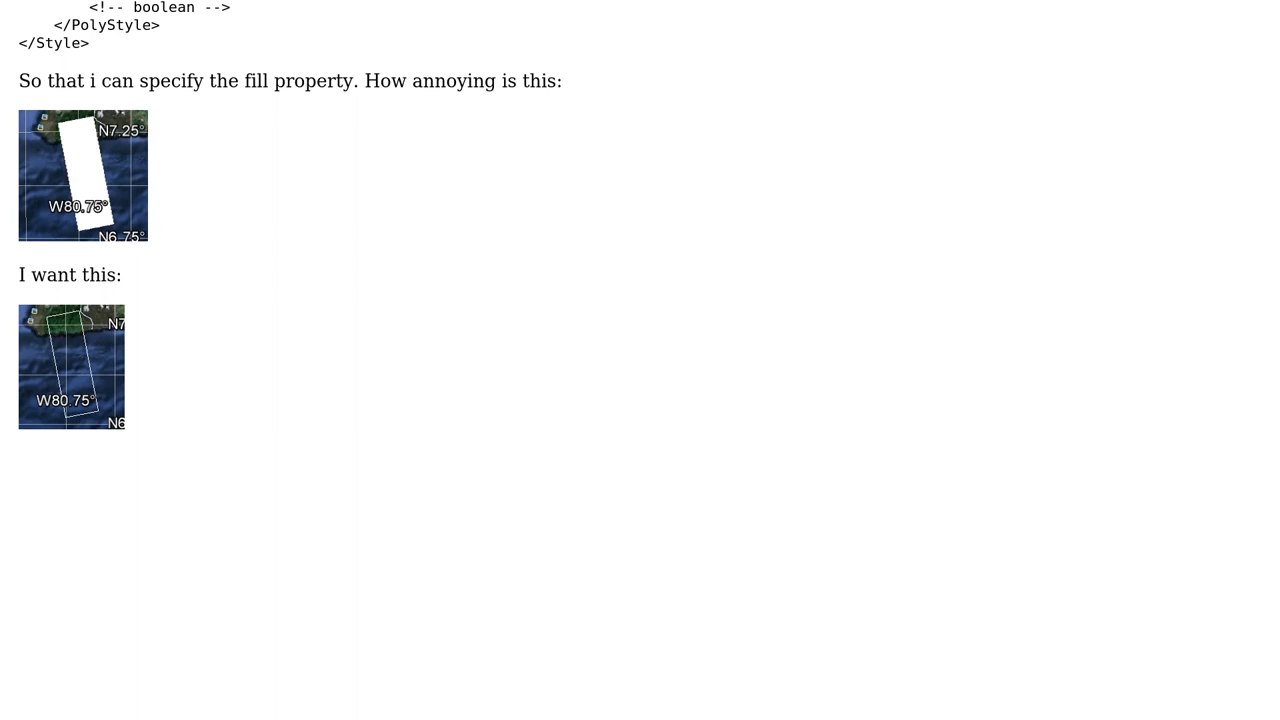 <!-- boolean -->
</PolyStyle>
</Style>
So that i can specify the fill property. How annoying is this:
N7.25°
W80.75°
N6.75°
I want this:
N7
W80.75°
N6